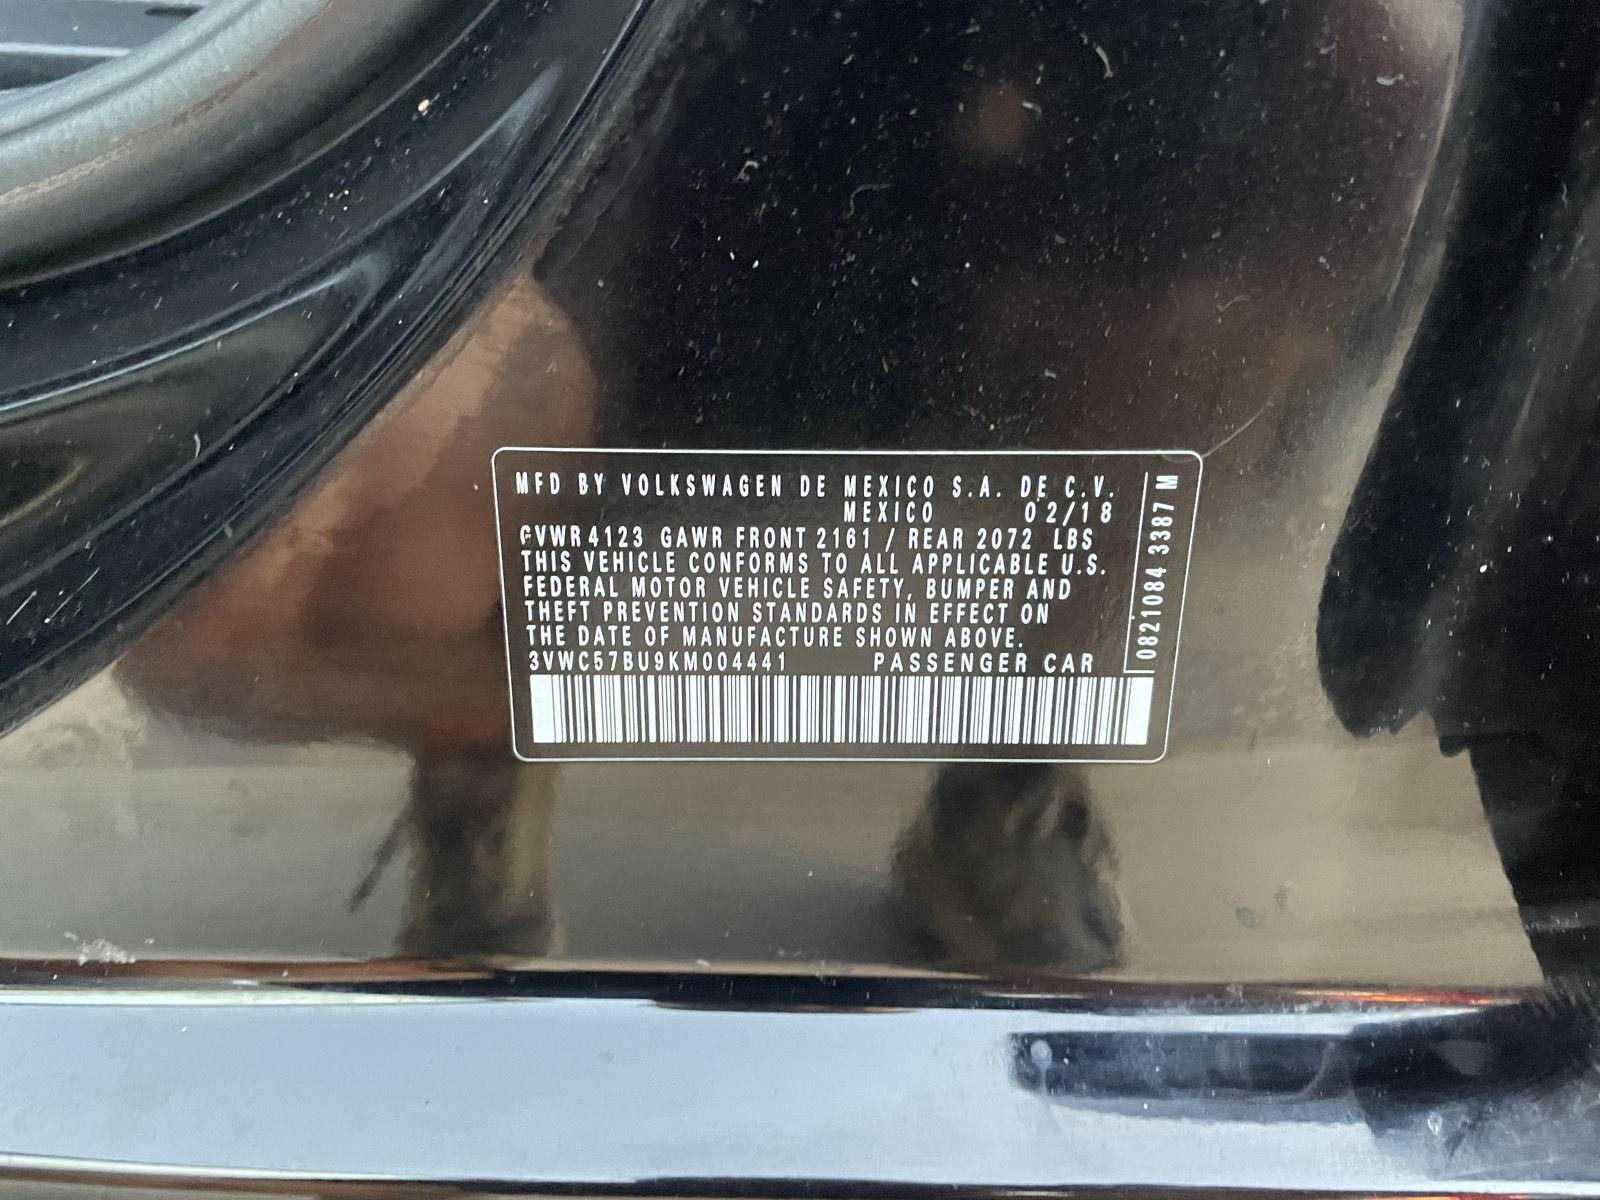 MFD BY VOLKSWAGEN DE MEXICO S.A. DE C.V.
MEXICO 02/18
GVWR 4123 GAWR FRONT 2161 / REAR 2072 LBS
THIS VEHICLE CONFORMS TO ALL APPLICABLE U.S.
FEDERAL MOTOR VEHICLE SAFETY, BUMPER AND
THEFT PREVENTION STANDARDS IN EFFECT ON
THE DATE OF MANUFACTURE SHOWN ABOVE.
3VWC57BU9KM004441 PASSENGER CAR
0821084 3387 M